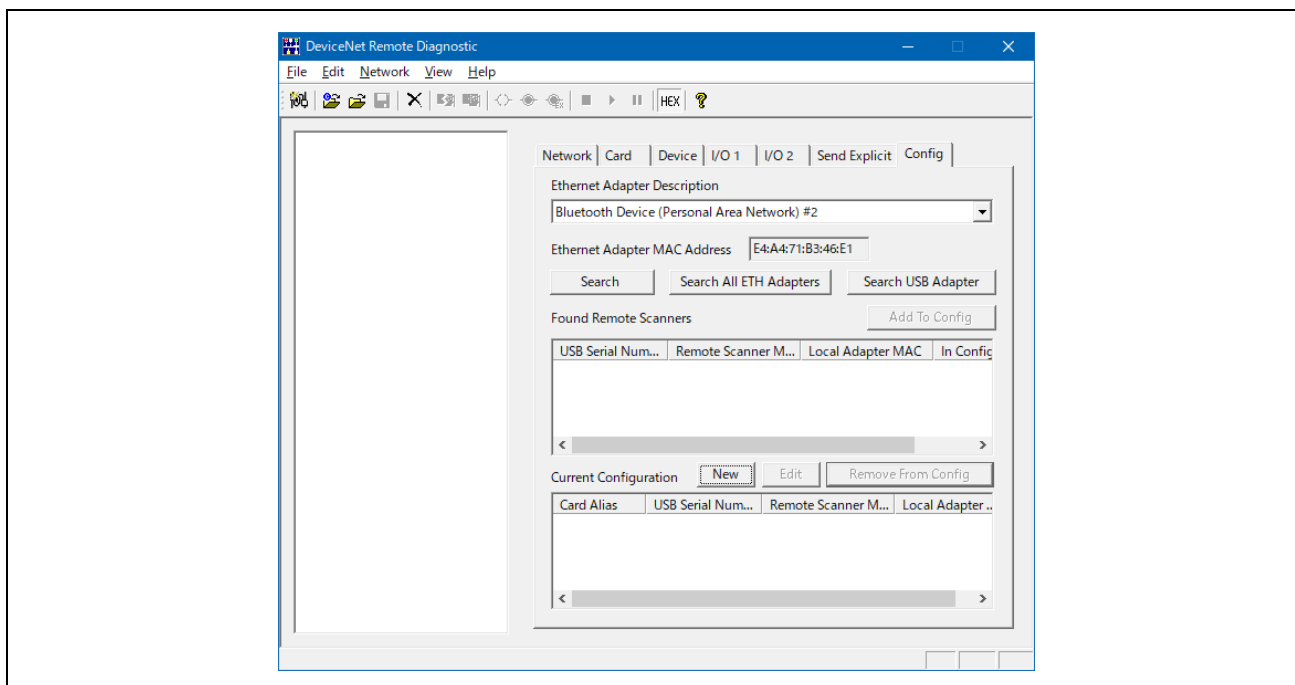 DeviceNet Remote Diagnostic
File Edit Network View Help
HEX
Network Card Device I/O 1 I/O 2 Send Explicit Config
Ethernet Adapter Description
Bluetooth Device (Personal Area Network) #2
Ethernet Adapter MAC Address E4:A4:71:B3:46:E1
Search Search All ETH Adapters Search USB Adapter
Found Remote Scanners Add To Config
USB Serial Num... Remote Scanner M... Local Adapter MAC In Config
Current Configuration New Edit Remove From Config
Card Alias USB Serial Num... Remote Scanner M... Local Adapter ..